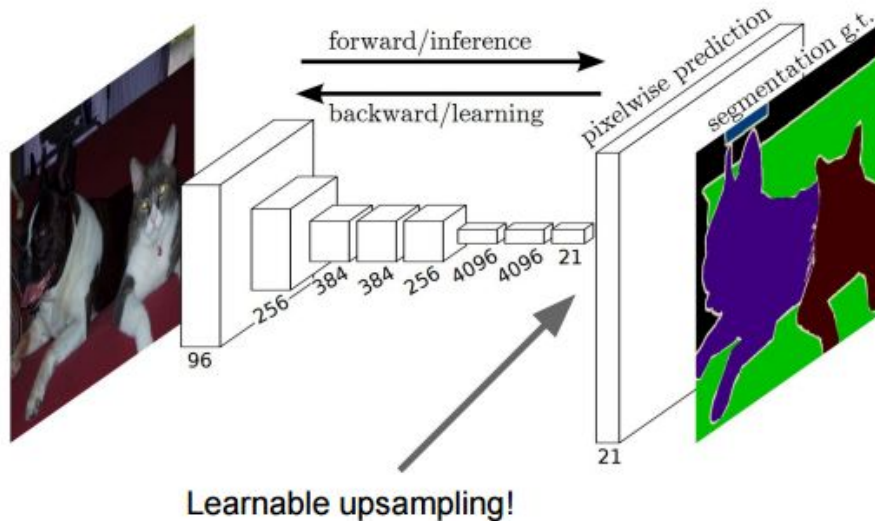 forward/inference
backward/learning
pixelwise prediction
segmentation g.t.
96
256
384
384
256
4096
4096
21
21
Learnable upsampling!